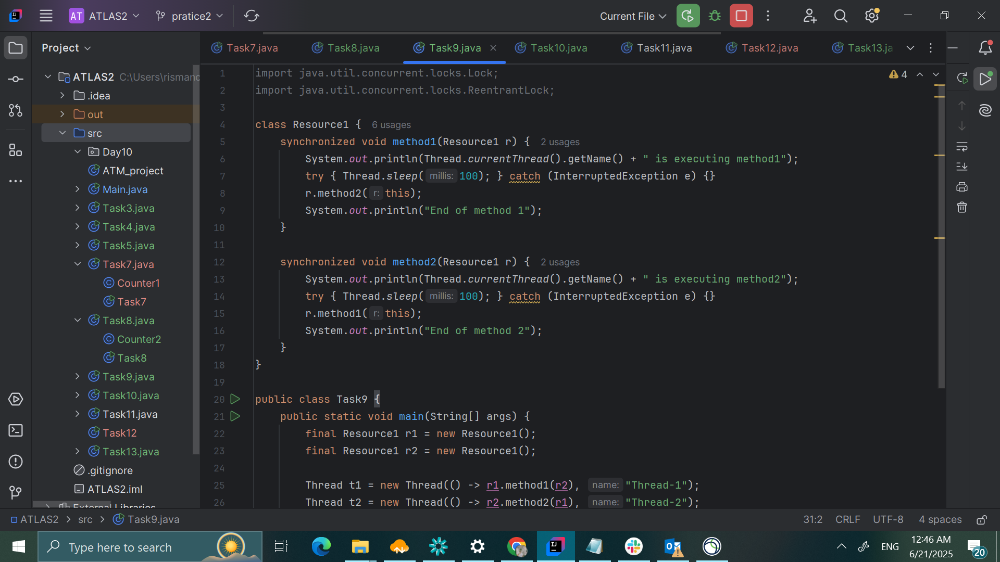 AT ATLAS2 pratice2 Current File
Project
Task7.java Task8.java Task9.java Task10.java Task11.java Task12.java Task13.ja
ATLAS2 C:\Users\rismand
.idea
out
src
Day10
ATM_project
Main.java
Task3.java
Task4.java
Task5.java
Task7.java
Counter1
Task7
Task8.java
Counter2
Task8
Task9.java
Task10.java
Task11.java
Task12
Task13.java
.gitignore
ATLAS2.iml
External Libraries
4
1 import java.util.concurrent.locks.Lock;
2 import java.util.concurrent.locks.ReentrantLock;
3
4 class Resource1 { 6 usages
5 synchronized void method1(Resource1 r) { 2 usages
6 System.out.println(Thread.currentThread().getName() + " is executing method1");
7 try { Thread.sleep( millis: 100); } catch (InterruptedException e) {}
8 r.method2( r: this);
9 System.out.println("End of method 1");
10 }
11
12 synchronized void method2(Resource1 r) { 2 usages
13 System.out.println(Thread.currentThread().getName() + " is executing method2");
14 try { Thread.sleep( millis: 100); } catch (InterruptedException e) {}
15 r.method1( r: this);
16 System.out.println("End of method 2");
17 }
18 }
19
20 public class Task9 {
21 public static void main(String[] args) {
22 final Resource1 r1 = new Resource1();
23 final Resource1 r2 = new Resource1();
24
25 Thread t1 = new Thread(() -> r1.method1(r2), name: "Thread-1");
26 Thread t2 = new Thread(() -> r2.method2(r1), name: "Thread-2");
ATLAS2 > src > Task9.java 31:2 CRLF UTF-8 4 spaces
Type here to search
ENG
12:46 AM
6/21/2025
20